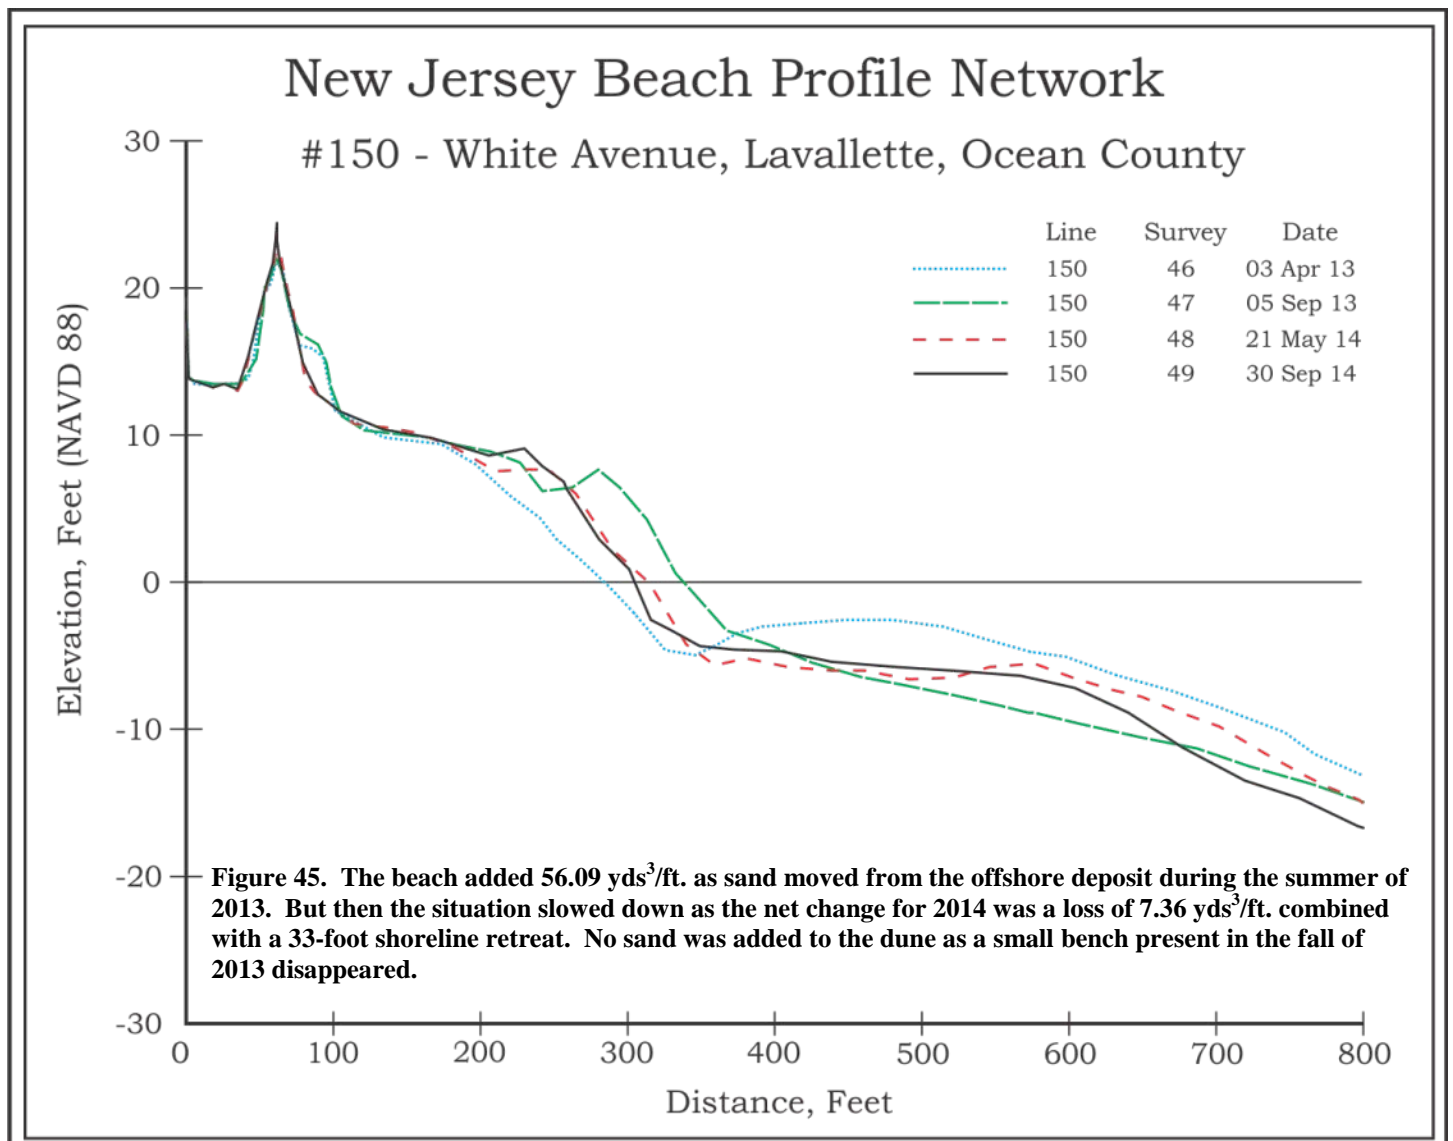 New Jersey Beach Profile Network
#150 - White Avenue, Lavallette, Ocean County
Line Survey Date
150 46 03 Apr 13
150 47 05 Sep 13
150 48 21 May 14
150 49 30 Sep 14
Elevation, Feet (NAVD 88)
30
20
10
0
-10
-20
-30
Figure 45. The beach added 56.09 yds³/ft. as sand moved from the offshore deposit during the summer of
2013. But then the situation slowed down as the net change for 2014 was a loss of 7.36 yds³/ft. combined
with a 33-foot shoreline retreat. No sand was added to the dune as a small bench present in the fall of
2013 disappeared.
0 100 200 300 400 500 600 700 800
Distance, Feet